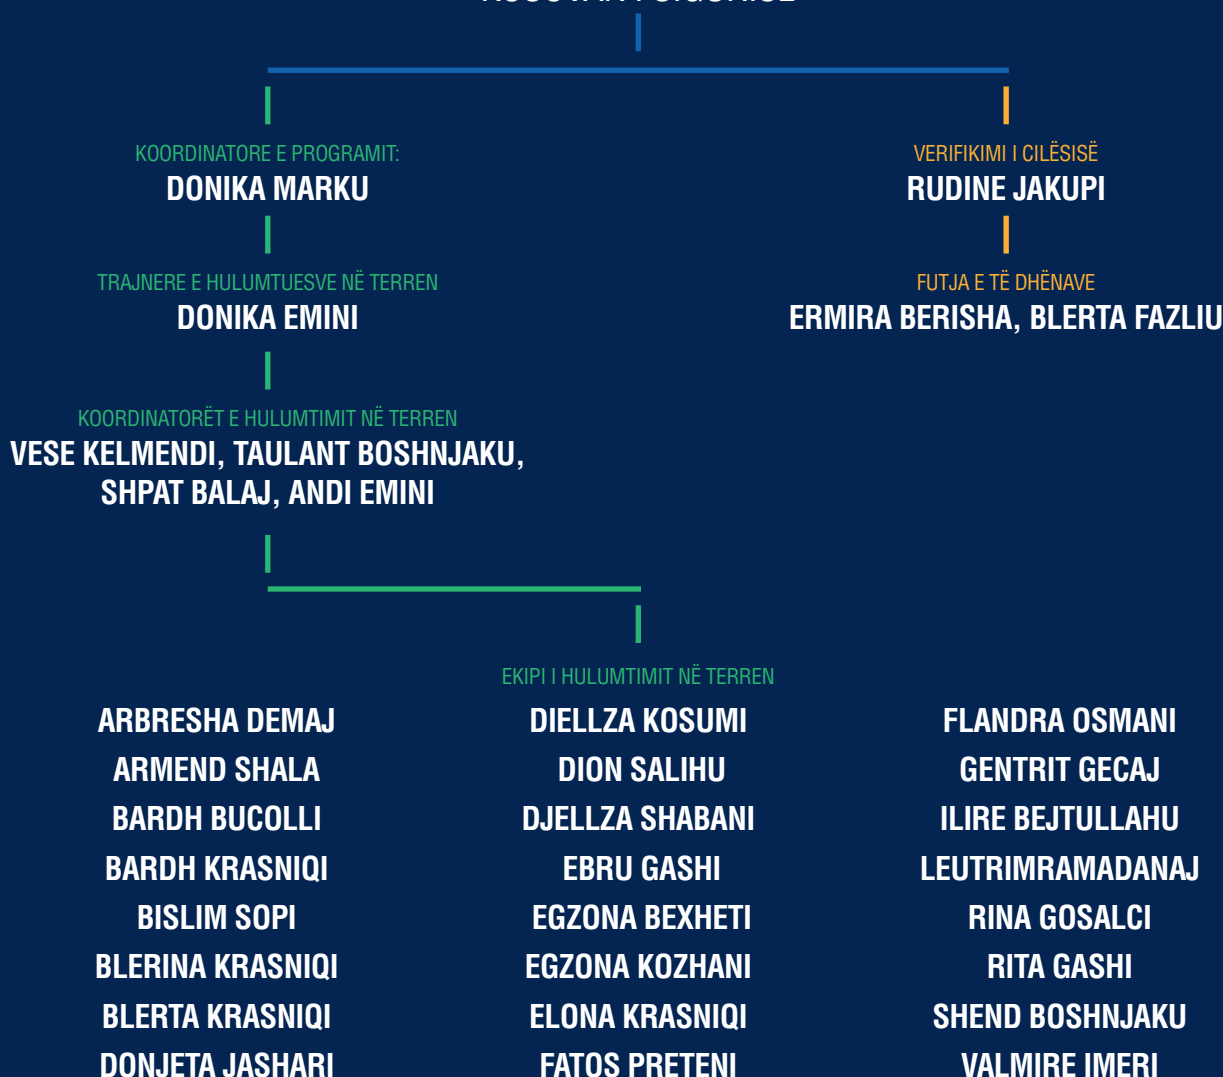 KOORDINATORE E PROGRAMIT:
DONIKA MARKU
VERIFIKIMI I CILËSISË
RUDINE JAKUPI
TRAJNERE E HULUMTUESVE NË TERREN
DONIKA EMINI
FUTJA E TË DHËNAVE
ERMIRA BERISHA, BLERTA FAZLIU
KOORDINATORËT E HULUMTIMIT NË TERREN
VESE KELMENDI, TAULANT BOSHNJAKU,
SHPAT BALAJ, ANDI EMINI
EKIPI I HULUMTIMIT NË TERREN
ARBRESHA DEMAJ
ARMEND SHALA
BARDH BUCOLLI
BARDH KRASNIQI
BISLIM SOPI
BLERINA KRASNIQI
BLERTA KRASNIQI
DONJETA JASHARI
DIELLZA KOSUMI
DION SALIHU
DJELLZA SHABANI
EBRU GASHI
EGZONA BEXHETI
EGZONA KOZHANI
ELONA KRASNIQI
FATOS PRETENI
FLANDRA OSMANI
GENTRIT GECAJ
ILIRE BEJTULLAHU
LEUTRIMRAMADANAJ
RINA GOSALCI
RITA GASHI
SHEND BOSHNJAKU
VALMIRE IMERI